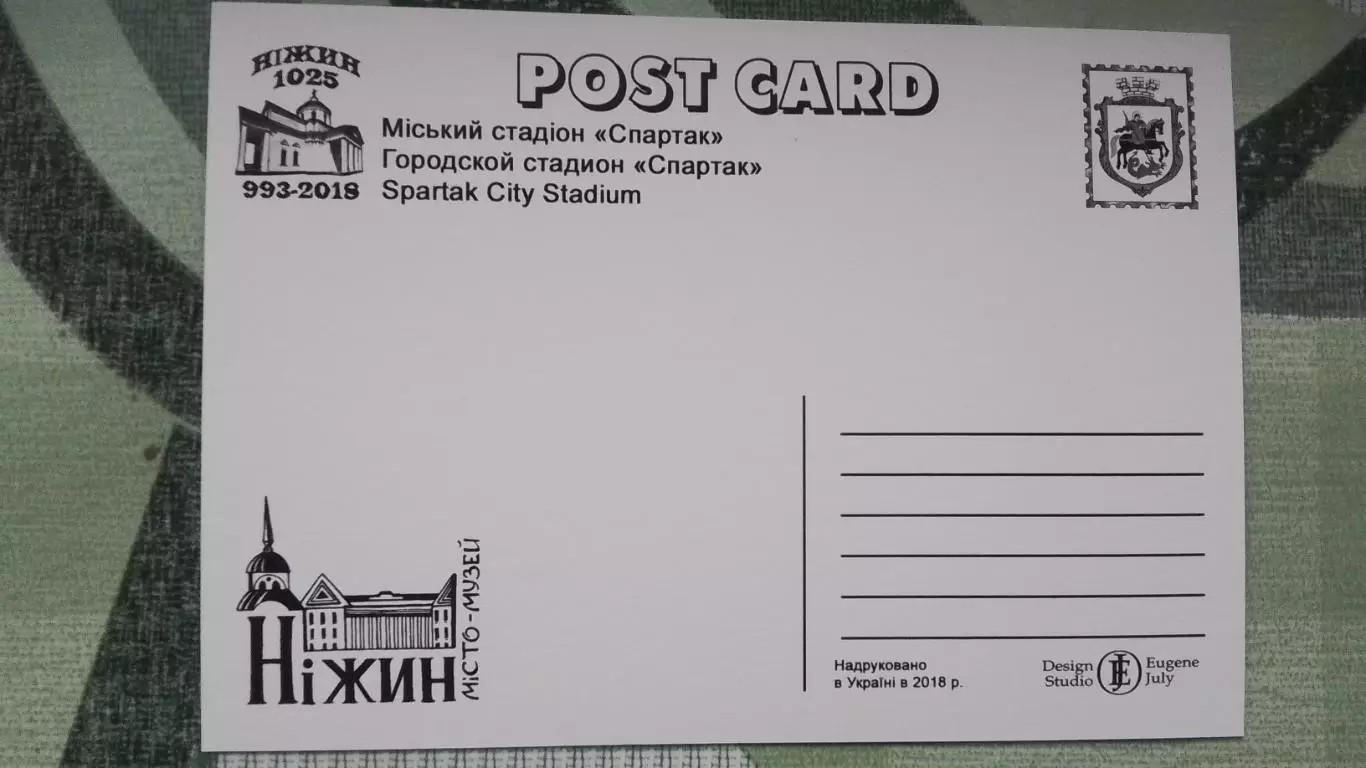 НІЖИН
1025
993-2018
POST CARD
Міський стадіон «Спартак»
Городской стадион «Спартак»
Spartak City Stadium
Ніжин
МІСТО-МУЗЕЙ
Надруковано
в Україні в 2018 р.
Design
Studio
Eugene
July